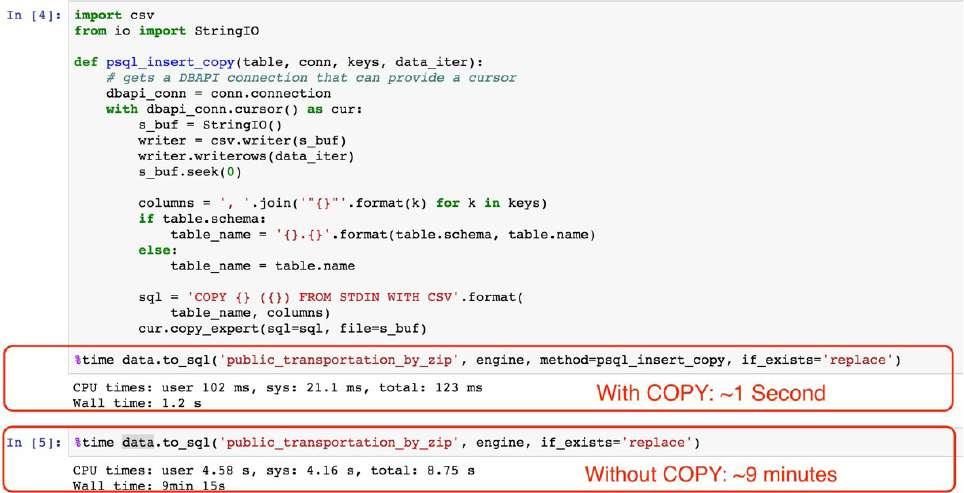 In [4]: import csv
from io import StringIO
def psql_insert_copy(table, conn, keys, data_iter):
# gets a DBAPI connection that can provide a cursor
dbapi_conn = conn.connection
with dbapi_conn.cursor() as cur:
s_buf = StringIO()
writer = csv.writer(s_buf)
writer.writerows(data_iter)
s_buf.seek(0)
columns = ', '.join('"{}"'.format(k) for k in keys)
if table.schema:
table_name = '{}.{}'.format(table.schema, table.name)
else:
table_name = table.name
sql = 'COPY {} ({}) FROM STDIN WITH CSV'.format(
table_name, columns)
cur.copy_expert(sql=sql, file=s_buf)
%time data.to_sql('public_transportation_by_zip', engine, method=psql_insert_copy, if_exists='replace')
CPU times: user 102 ms, sys: 21.1 ms, total: 123 ms
Wall time: 1.2 s
With COPY: ~1 Second
In [5]: %time data.to_sql('public_transportation_by_zip', engine, if_exists='replace')
CPU times: user 4.58 s, sys: 4.16 s, total: 8.75 s
Wall time: 9min 15s
Without COPY: ~9 minutes